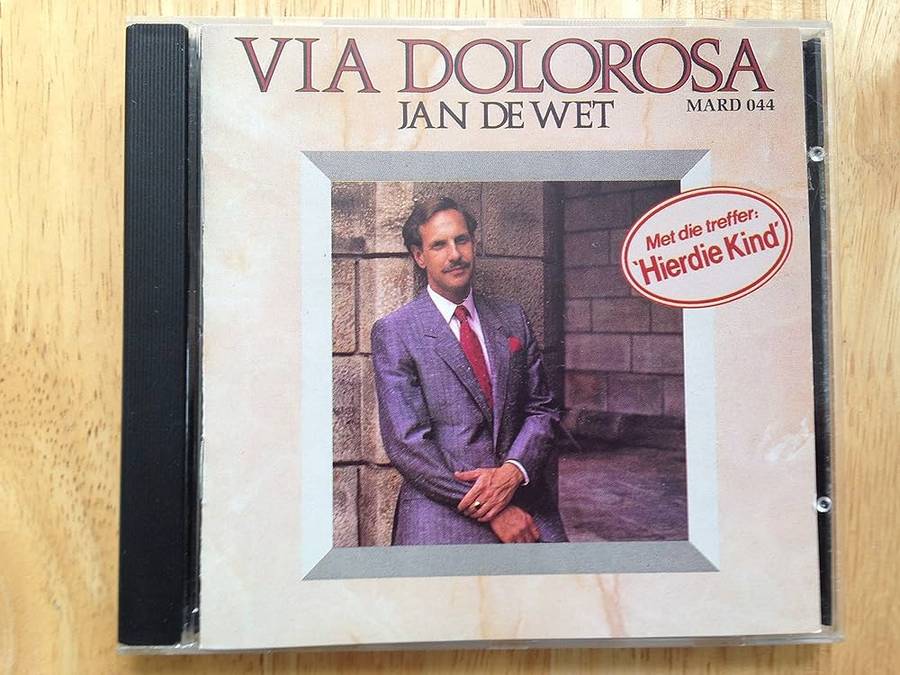 VIA DOLOROSA
JAN DE WET
MARD 044
Met die treffer:
'Hierdie Kind'